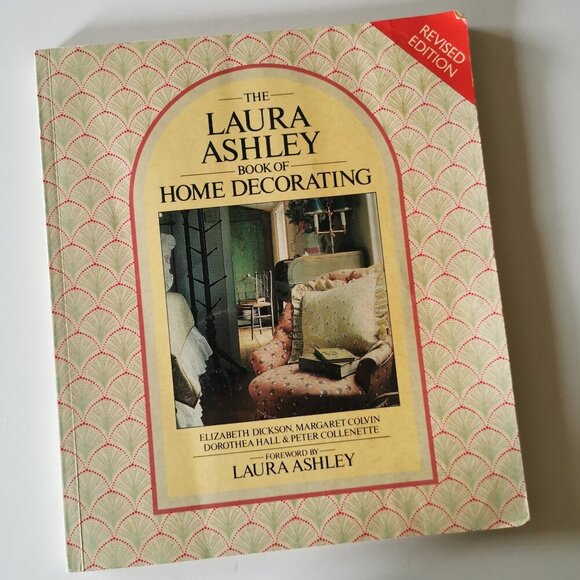 REVISED
EDITION
THE
LAURA
ASHLEY
BOOK OF
HOME DECORATING
ELIZABETH DICKSON, MARGARET COLVIN
DOROTHEA HALL & PETER COLLENETTE
FOREWORD BY
LAURA ASHLEY